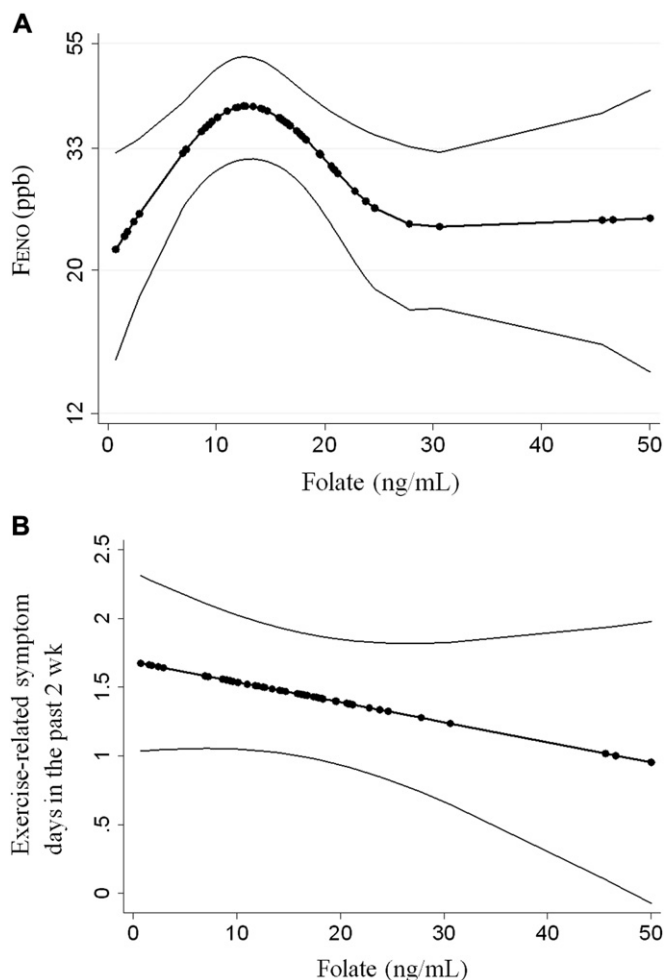 A
55
33
20
12
FENO (ppb)
0 10 20 30 40 50
Folate (ng/mL)
B
2.5
2
1.5
1
.5
0
Exercise-related symptom
days in the past 2 wk
0 10 20 30 40 50
Folate (ng/mL)